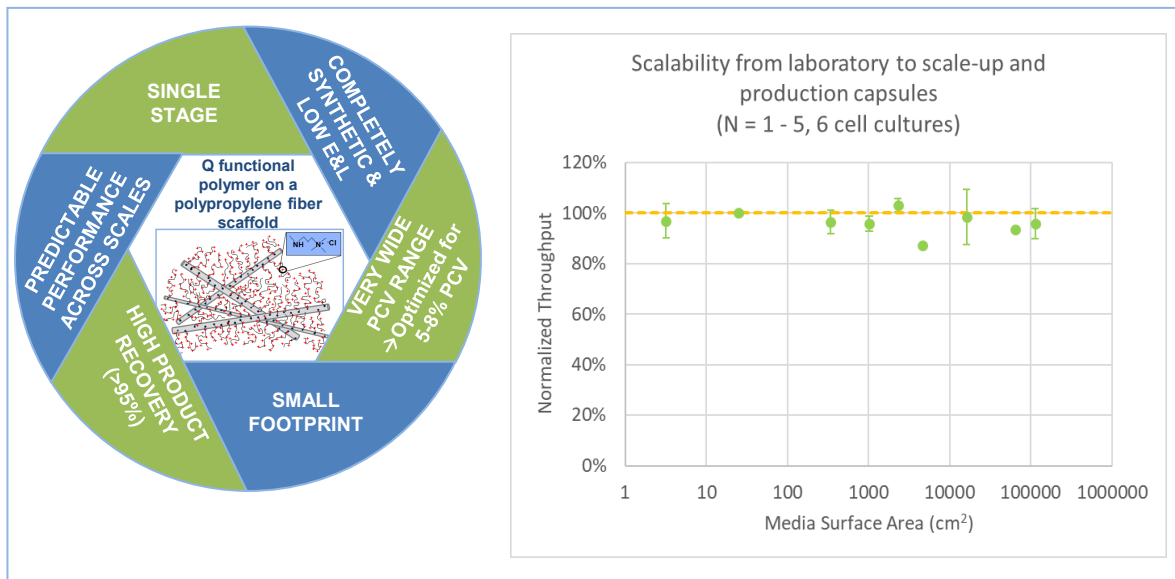 SINGLE
STAGE
COMPLETELY
SYNTHETIC &
LOW E&L
VERY WIDE
PCV RANGE
>Optimized for
5-8% PCV
SMALL
FOOTPRINT
HIGH PRODUCT
RECOVERY
(>95%)
PREDICTABLE
PERFORMANCE
ACROSS SCALES
Q functional
polymer on a
polypropylene fiber
scaffold
NH N+ Cl-
Scalability from laboratory to scale-up and
production capsules
(N = 1 - 5, 6 cell cultures)
Normalized Throughput
120%
100%
80%
60%
40%
20%
0%
1 10 100 1000 10000 100000 1000000
Media Surface Area (cm²)